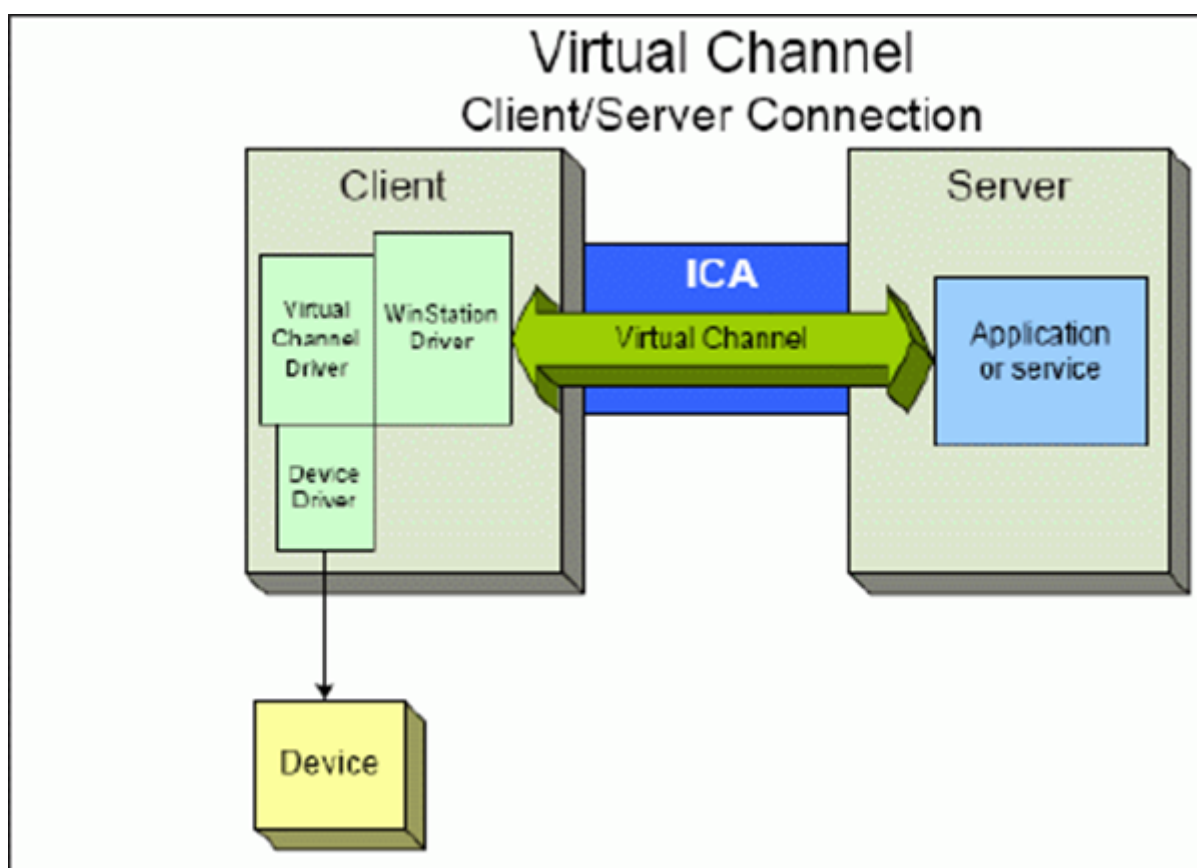 Virtual Channel
Client/Server Connection
Client
Server
Virtual
Channel
Driver
WinStation
Driver
Device
Driver
ICA
Virtual Channel
Application
or service
Device